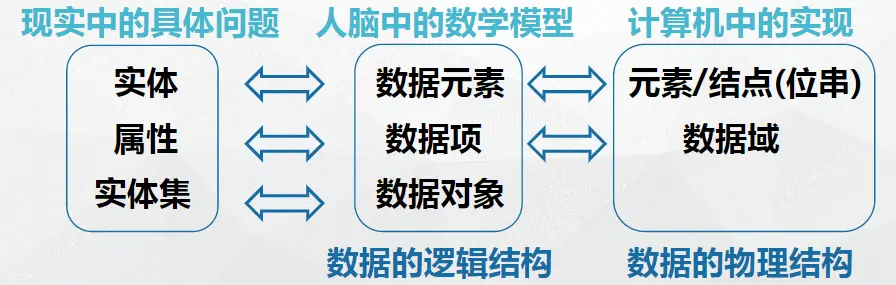 现实中的具体问题 人脑中的数学模型 计算机中的实现
实体 数据元素 元素/结点(位串)
属性 数据项 数据域
实体集 数据对象
数据的逻辑结构 数据的物理结构